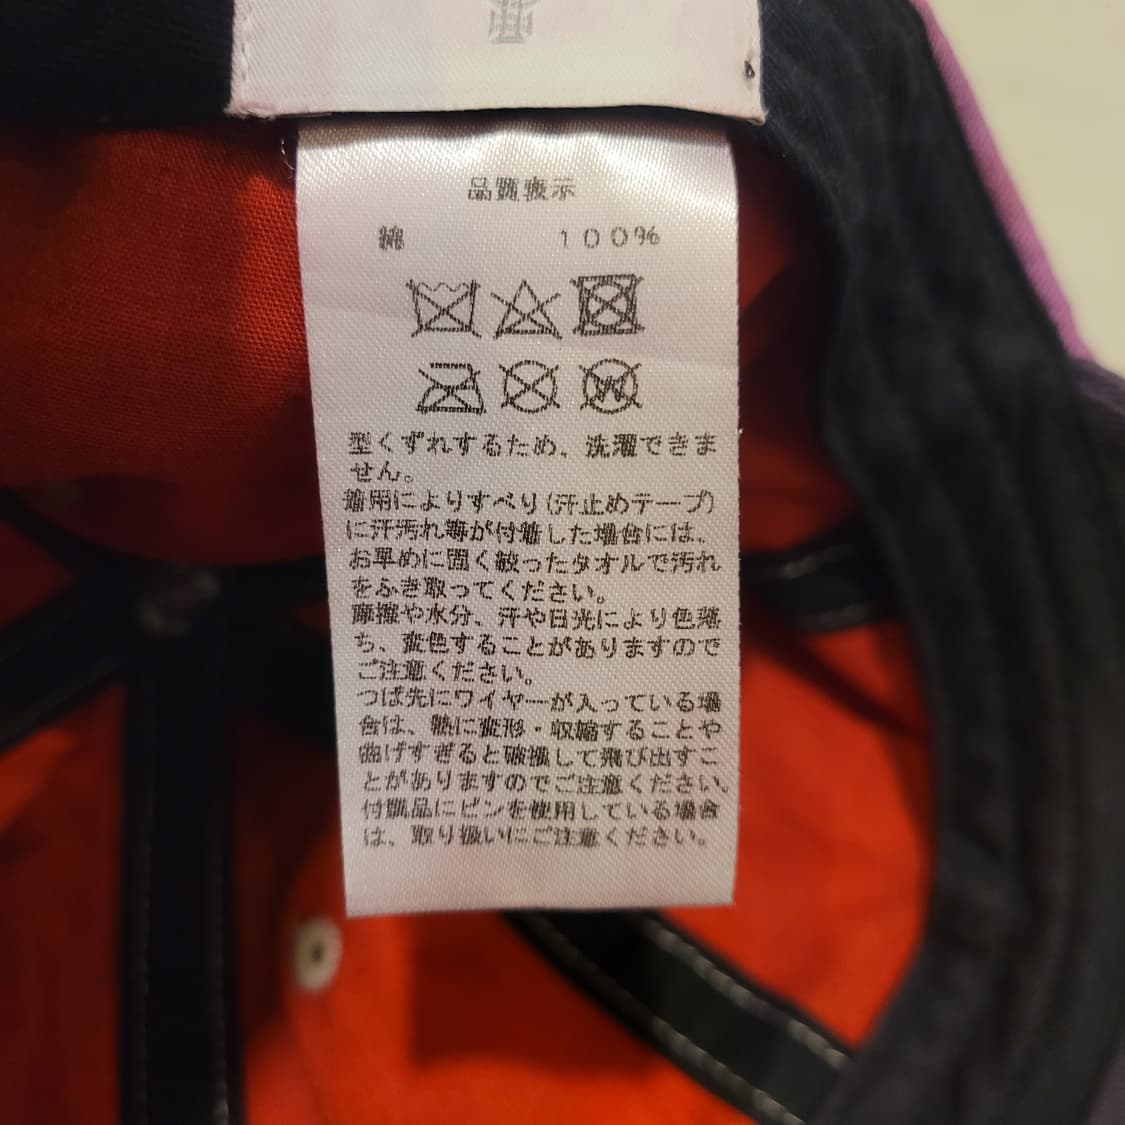 品質表示
綿 100%
型くずれするため、洗濯できま
せん。
着用によりすべり(汗止めテープ)
に汗汚れ等が付着した場合には、
お早めに固く絞ったタオルで汚れ
をふき取ってください。
摩擦や水分、汗や日光により色落
ち、変色することがありますので
ご注意ください。
つば先にワイヤーが入っている場
合は、熱に変形・収縮することや
曲げすぎると破損して飛び出すこ
とがありますのでご注意ください。
付属品にピンを使用している場合
は、取り扱いにご注意ください。